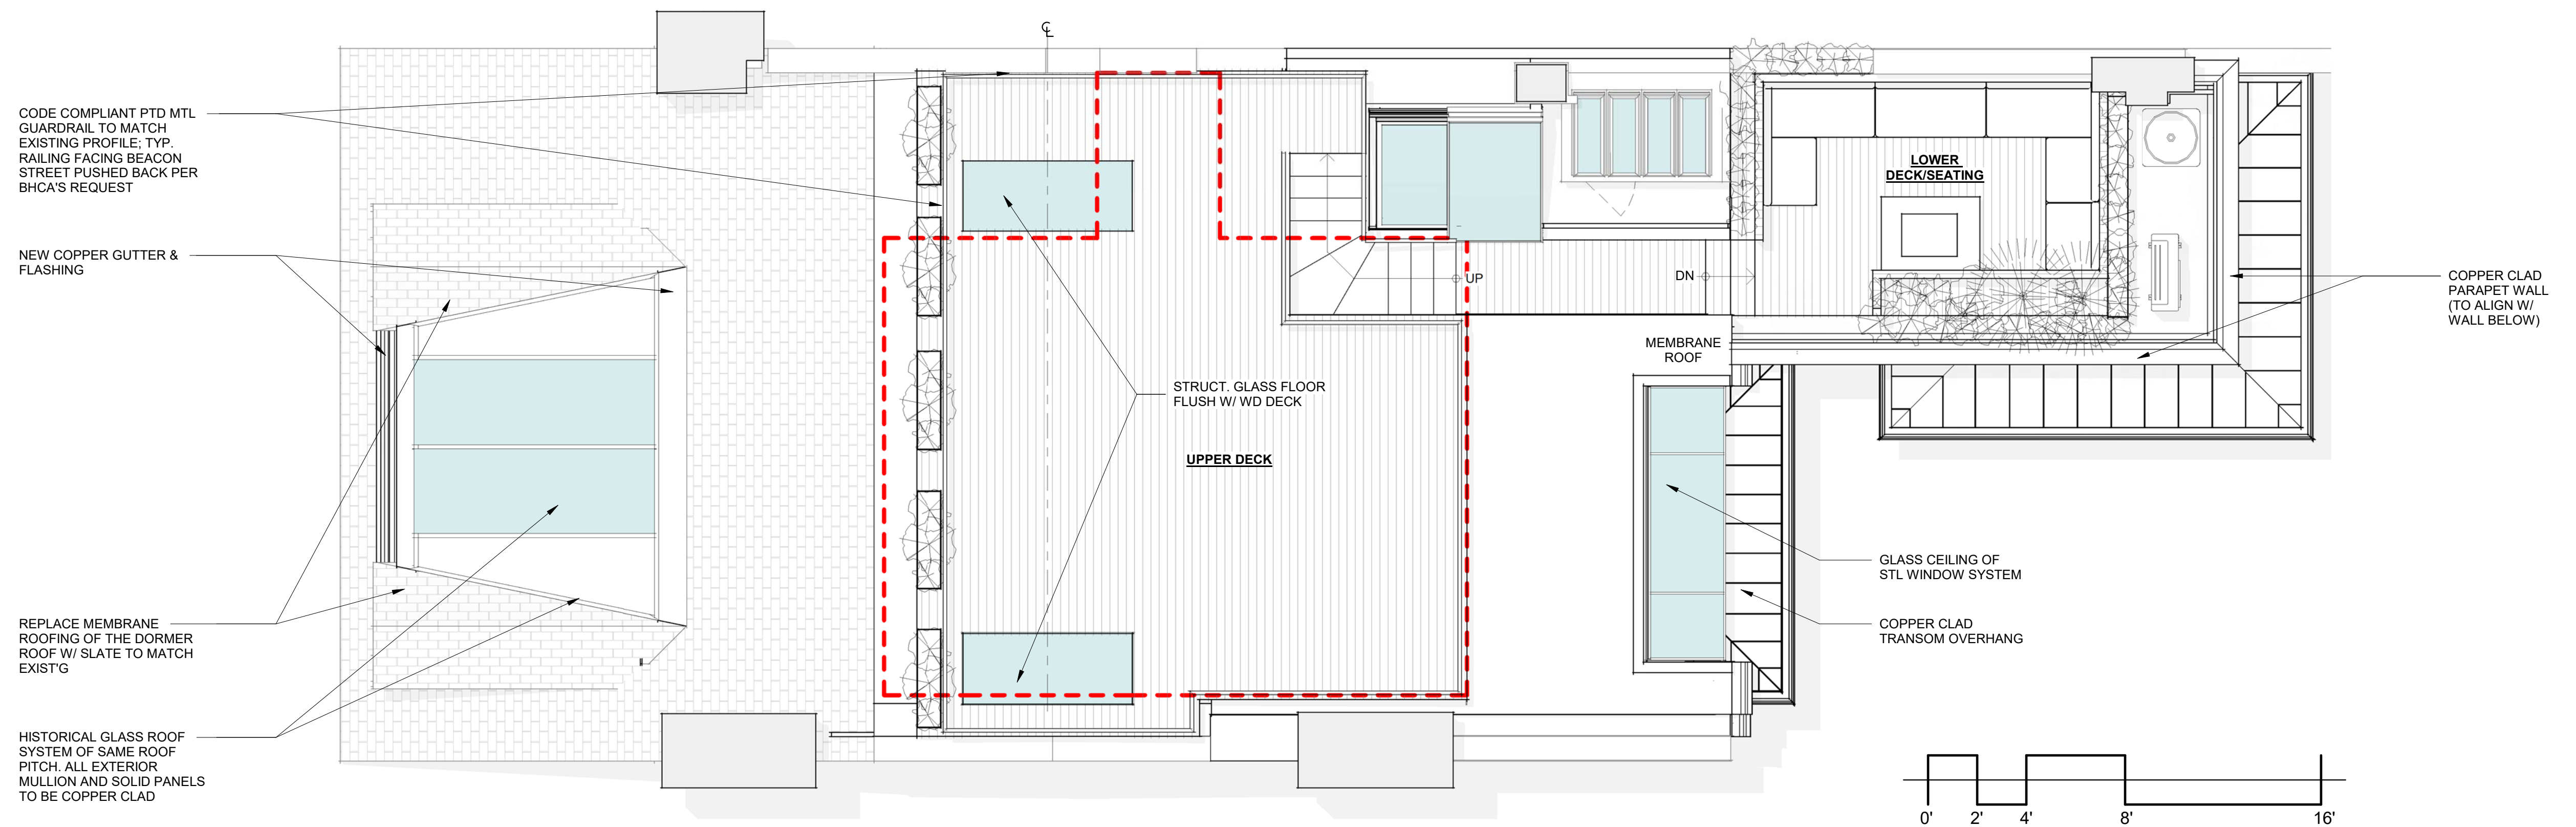 ℄
CODE COMPLIANT PTD MTL
GUARDRAIL TO MATCH
EXISTING PROFILE; TYP.
RAILING FACING BEACON
STREET PUSHED BACK PER
BHCA'S REQUEST
NEW COPPER GUTTER &
FLASHING
REPLACE MEMBRANE
ROOFING OF THE DORMER
ROOF W/ SLATE TO MATCH
EXIST'G
HISTORICAL GLASS ROOF
SYSTEM OF SAME ROOF
PITCH. ALL EXTERIOR
MULLION AND SOLID PANELS
TO BE COPPER CLAD
STRUCT. GLASS FLOOR
FLUSH W/ WD DECK
UPPER DECK
UP
DN
MEMBRANE
ROOF
LOWER
DECK/SEATING
GLASS CEILING OF
STL WINDOW SYSTEM
COPPER CLAD
TRANSOM OVERHANG
COPPER CLAD
PARAPET WALL
(TO ALIGN W/
WALL BELOW)
0' 2' 4' 8' 16'